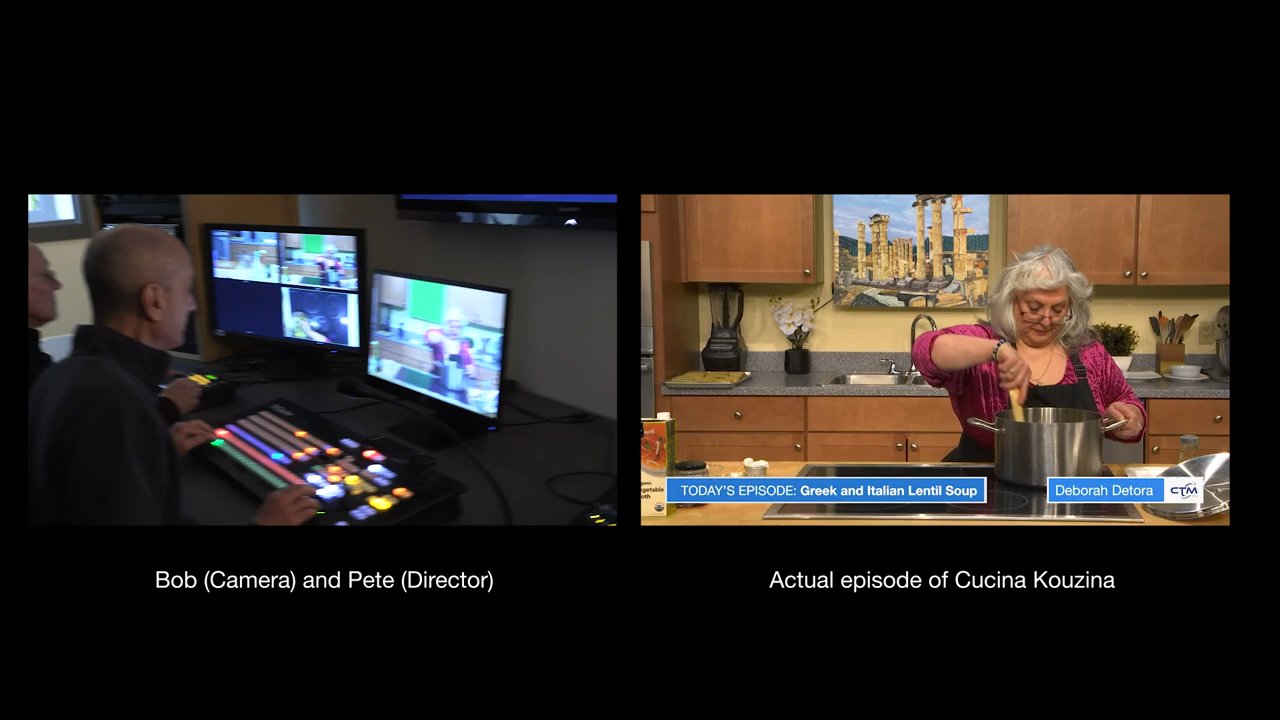 TODAY'S EPISODE: Greek and Italian Lentil Soup
Deborah Detora
CTM
Bob (Camera) and Pete (Director)
Actual episode of Cucina Kouzina